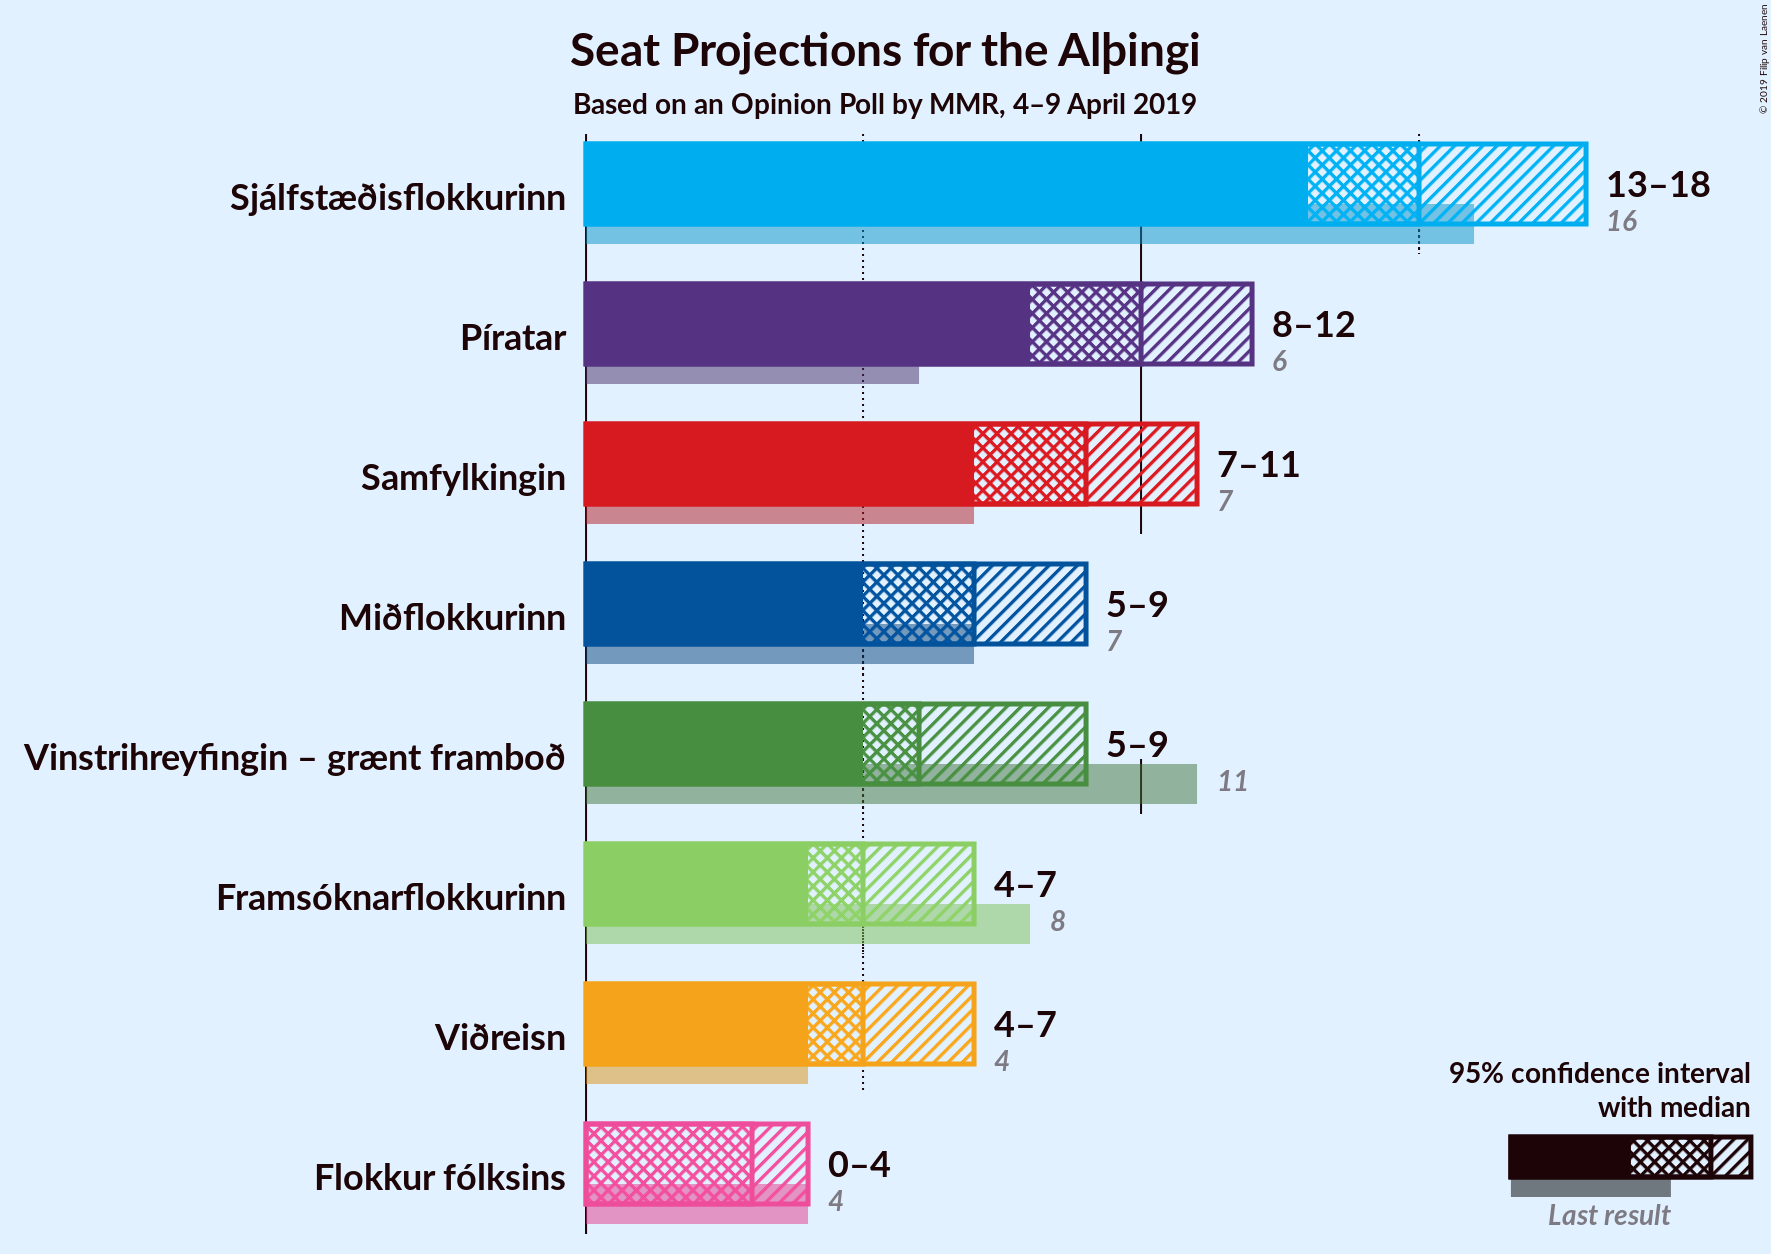 Seat Projections for the Alþingi
Based on an Opinion Poll by MMR, 4–9 April 2019
© 2019 Filip van Laenen
Sjálfstæðisflokkurinn
13–18
16
Píratar
8–12
6
Samfylkingin
7–11
7
Miðflokkurinn
5–9
7
Vinstrihreyfingin – grænt framboð
5–9
11
Framsóknarflokkurinn
4–7
8
Viðreisn
4–7
4
Flokkur fólksins
0–4
4
95% confidence interval
with median
Last result